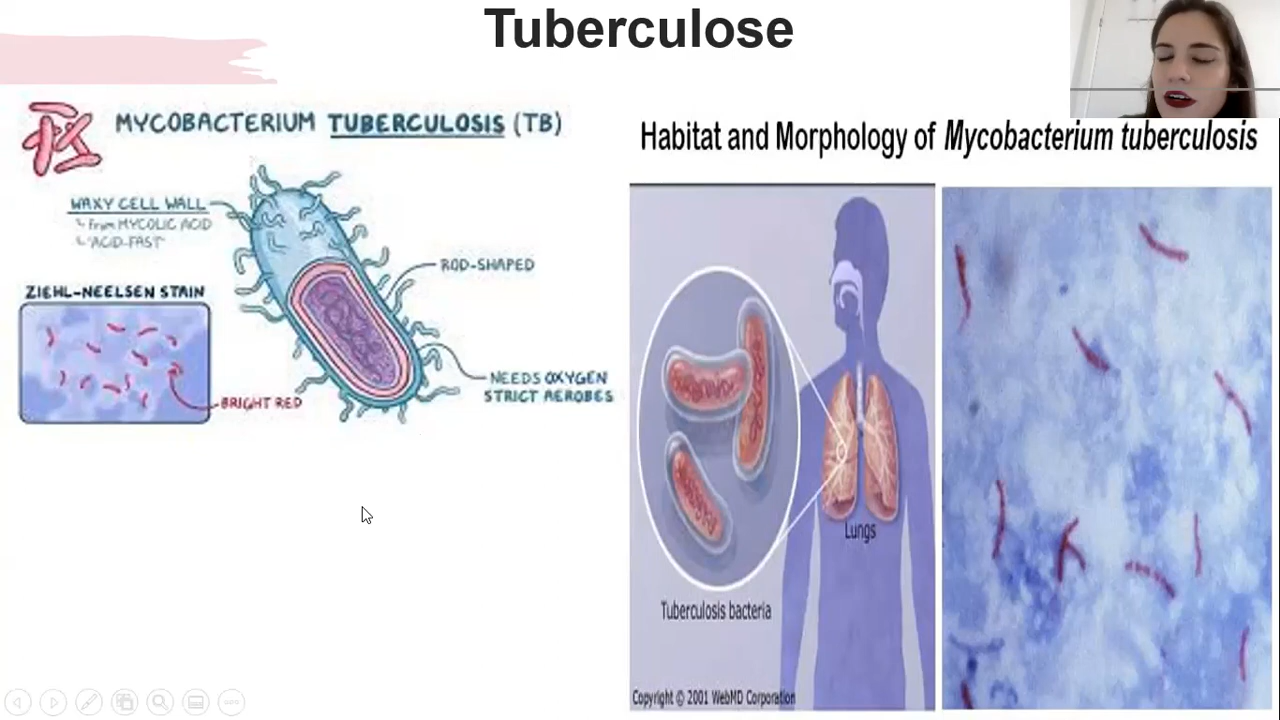 Tuberculose
MYCOBACTERIUM TUBERCULOSIS (TB)
WAXY CELL WALL
↳ From MYCOLIC ACID
↳ "ACID-FAST"
ROD-SHAPED
ZIEHL-NEELSEN STAIN
BRIGHT RED
NEEDS OXYGEN
STRICT AEROBES
Habitat and Morphology of Mycobacterium tuberculosis
Lungs
Tuberculosis bacteria
Copyright © 2001 WebMD Corporation